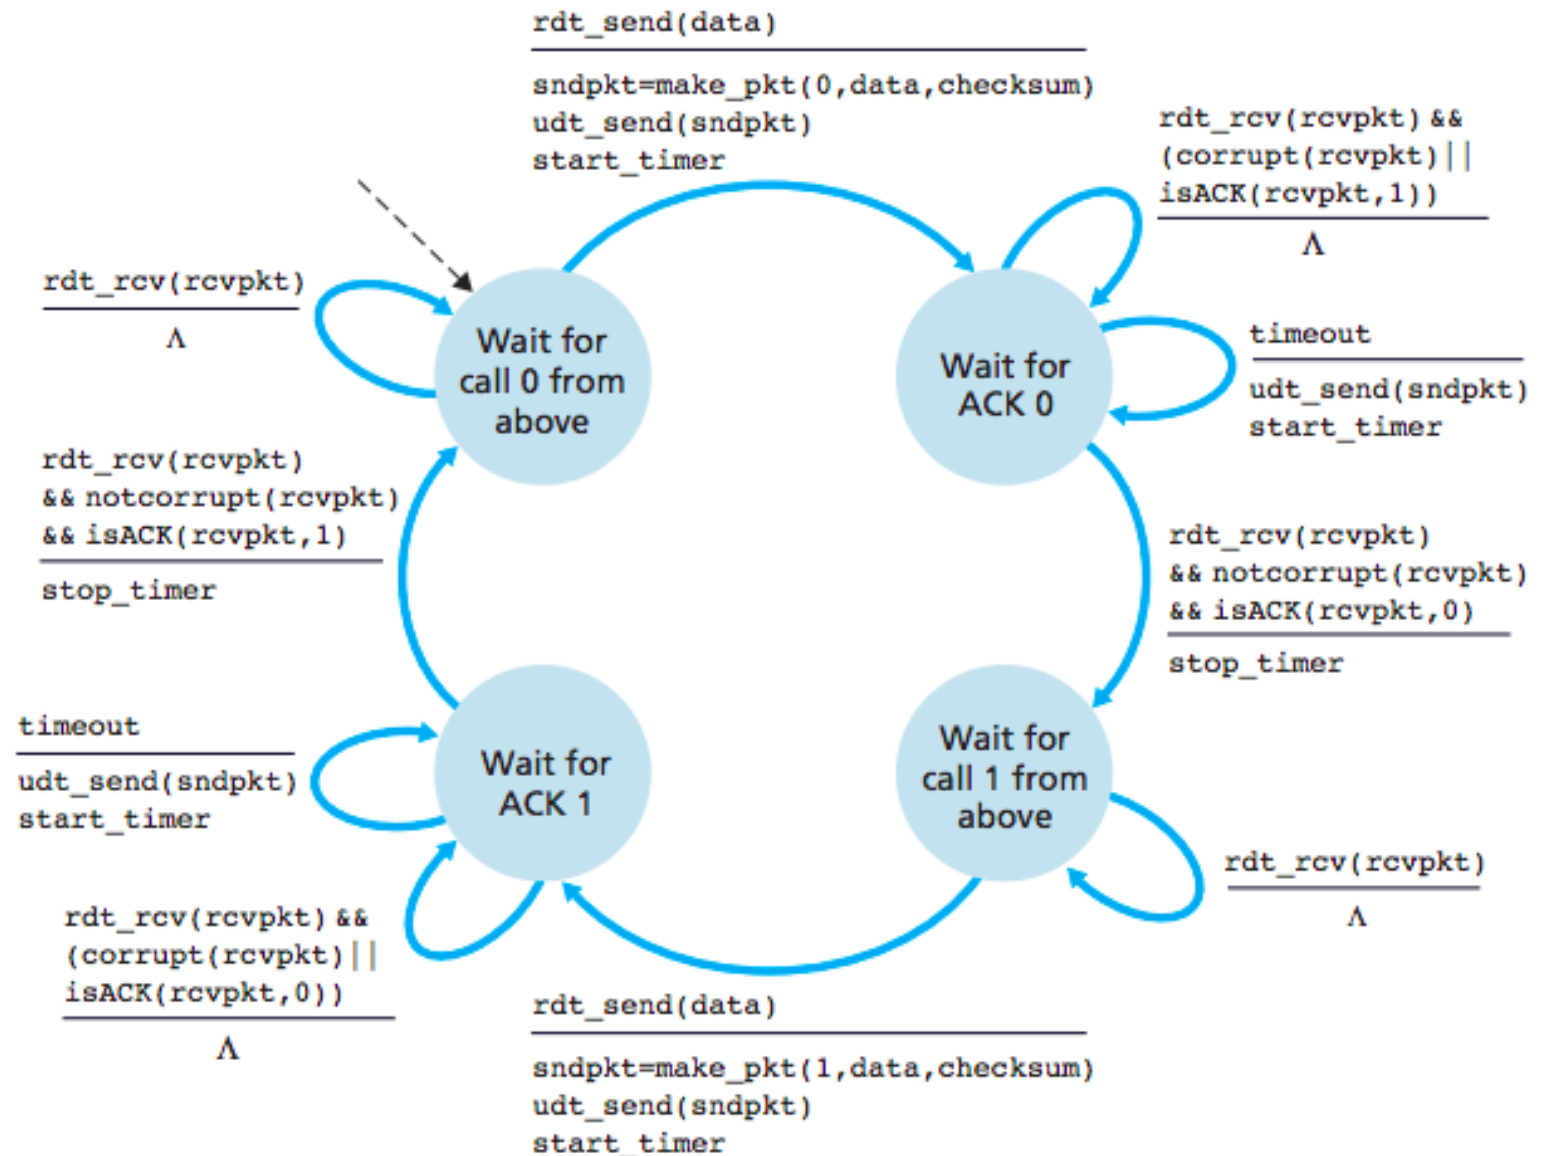 rdt_send(data)
sndpkt=make_pkt(0,data,checksum)
udt_send(sndpkt)
start_timer
rdt_rcv(rcvpkt) &&
(corrupt(rcvpkt)||
isACK(rcvpkt,1))
Λ
rdt_rcv(rcvpkt)
Λ
Wait for
call 0 from
above
Wait for
ACK 0
timeout
udt_send(sndpkt)
start_timer
rdt_rcv(rcvpkt)
&& notcorrupt(rcvpkt)
&& isACK(rcvpkt,1)
stop_timer
rdt_rcv(rcvpkt)
&& notcorrupt(rcvpkt)
&& isACK(rcvpkt,0)
stop_timer
timeout
udt_send(sndpkt)
start_timer
Wait for
ACK 1
Wait for
call 1 from
above
rdt_rcv(rcvpkt)
Λ
rdt_rcv(rcvpkt) &&
(corrupt(rcvpkt)||
isACK(rcvpkt,0))
Λ
rdt_send(data)
sndpkt=make_pkt(1,data,checksum)
udt_send(sndpkt)
start_timer